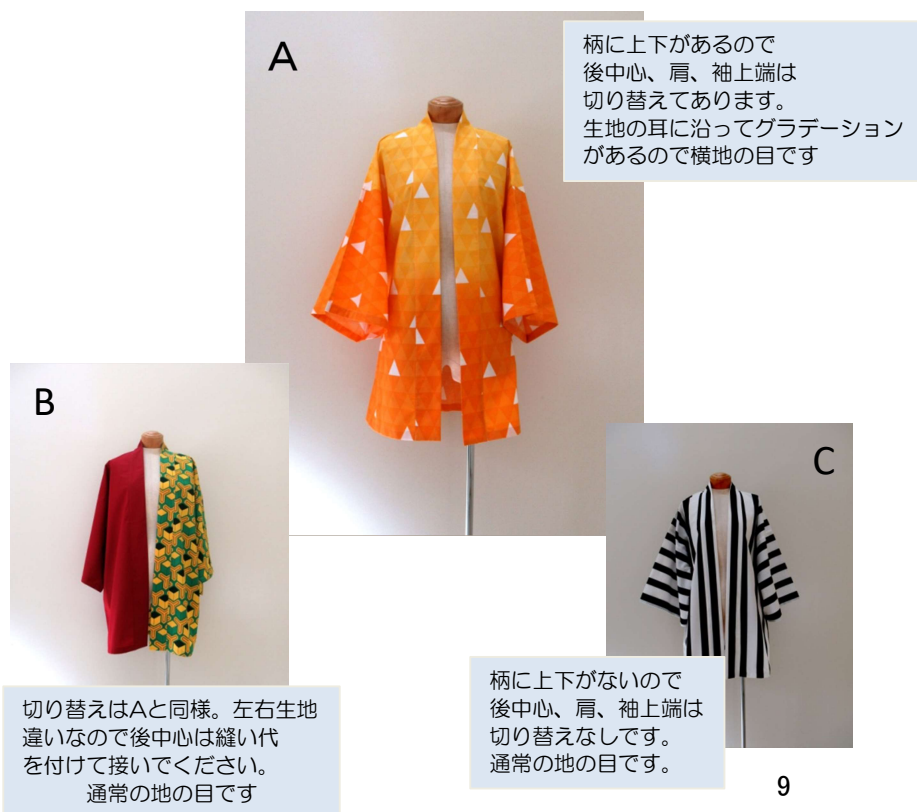 A
柄に上下があるので
後中心、肩、袖上端は
切り替えてあります。
生地の耳に沿ってグラデーション
があるので横地の目です
B
切り替えはAと同様。左右生地
違いなので後中心は縫い代
を付けて接いでください。
通常の地の目です
C
柄に上下がないので
後中心、肩、袖上端は
切り替えなしです。
通常の地の目です。
9